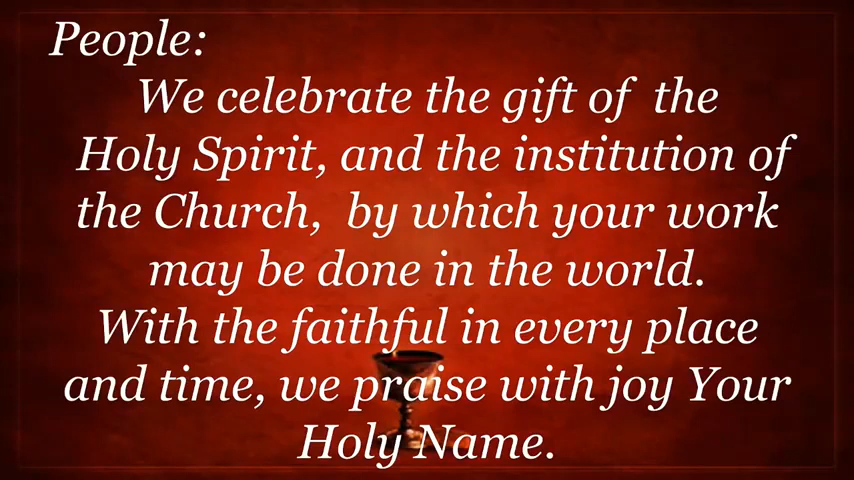 People:
We celebrate the gift of the
Holy Spirit, and the institution of
the Church, by which your work
may be done in the world.
With the faithful in every place
and time, we praise with joy Your
Holy Name.